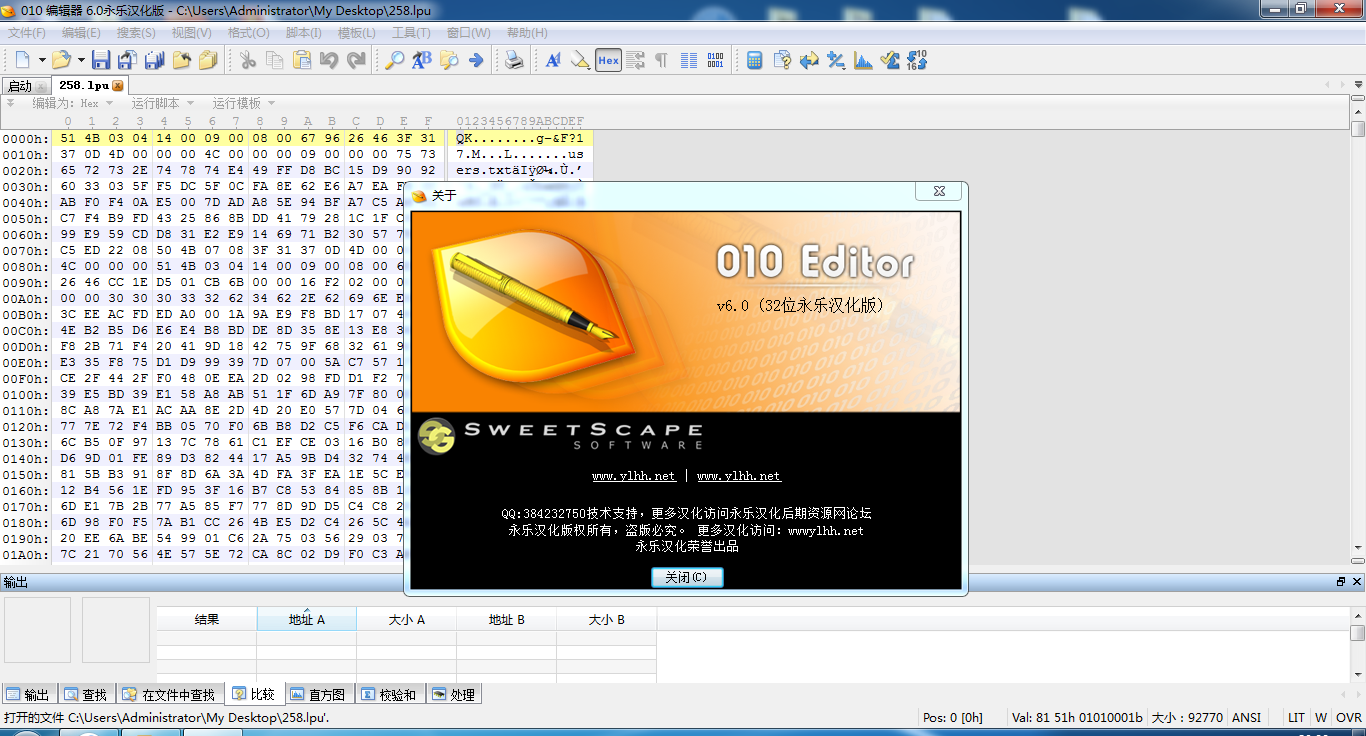 010 编辑器 6.0永乐汉化版 - C:\Users\Administrator\My Desktop\258.lpu
文件(F) 编辑(E) 搜索(S) 视图(V) 格式(O) 脚本(I) 模板(L) 工具(T) 窗口(W) 帮助(H)
Hex
启动 258.lpu
编辑为: Hex 运行脚本 运行模板
0 1 2 3 4 5 6 7 8 9 A B C D E F 0123456789ABCDEF
0000h: 51 4B 03 04 14 00 09 00 08 00 67 96 26 46 3F 31 QK........g–&F?1
0010h: 37 0D 4D 00 00 00 4C 00 00 00 09 00 00 00 75 73 7.M...L.......us
0020h: 65 72 73 2E 74 78 74 E4 49 FF D8 BC 15 D9 90 92 ers.txtäIÿØ¼.Ù.’
0030h: 60 33 03 5F F5 DC 5F 0C FA 8E 62 E6 A7 EA
0040h: AB F0 F4 0A E5 00 7D AD A8 5E 94 BF A7 C5
0050h: C7 F4 B9 FD 43 25 86 8B DD 41 79 28 1C 1F
0060h: 99 E9 59 CD D8 31 E2 E9 14 69 71 B2 30 57
0070h: C5 ED 22 08 50 4B 07 08 3F 31 37 0D 4D 00
0080h: 4C 00 00 00 51 4B 03 04 14 00 09 00 08 00
0090h: 26 46 CC 1E D5 01 CB 6B 00 00 16 F2 02 00
00A0h: 00 00 30 30 30 33 32 62 34 62 2E 62 69 6E
00B0h: 3C EE AC FD ED A0 00 1A 9A E9 F8 BD 17 07
00C0h: 4E B2 B5 D6 E6 E4 B8 BD DE 8D 35 8E 13 E8
00D0h: F8 2B 71 F4 20 41 9D 18 42 75 9F 68 32 61
00E0h: E3 35 F8 75 D1 D9 99 39 7D 07 00 5A C7 57
00F0h: CE 2F 44 2F F0 48 0E EA 2D 02 98 FD D1 F2
0100h: 39 E5 BD 39 E1 58 A8 AB 51 1F 6D A9 7F 80
0110h: 8C A8 7A E1 AC AA 8E 2D 4D 20 E0 57 7D 04
0120h: 77 7E 72 F4 BB 05 70 F0 6B B8 D2 C5 F6 CA
0130h: 6C B5 0F 97 13 7C 78 61 C1 EF CE 03 16 B0
0140h: D6 9D 01 FE 89 D3 82 44 17 A5 9B D4 32 74
0150h: 81 5B B3 91 8F 8D 6A 3A 4D FA 3F EA 1E 5C
0160h: 12 B4 56 1E FD 95 3F 16 B7 C8 53 84 85 8B
0170h: 6D E1 7B 2B 77 A5 85 F7 77 8D 9D D5 C4 C8
0180h: 6D 98 F0 F5 7A B1 CC 26 4B E5 D2 C4 26 5C
0190h: 20 EE 6A BE 54 99 01 C6 2A 75 03 56 29 03
01A0h: 7C 21 70 56 4E 57 5E 72 CA 8C 02 D9 F0 C3
关于
010 Editor
v6.0 (32位永乐汉化版)
SWEETSCAPE
SOFTWARE
www.ylhh.net | www.ylhh.net
QQ:384232750技术支持，更多汉化访问永乐汉化后期资源网论坛
永乐汉化版权所有，盗版必究。 更多汉化访问：wwwylhh.net
永乐汉化荣誉出品
关闭(C)
输出
结果 地址 A 大小 A 地址 B 大小 B
输出 查找 在文件中查找 比较 直方图 校验和 处理
打开的文件 C:\Users\Administrator\My Desktop\258.lpu'. Pos: 0 [0h] Val: 81 51h 01010001b 大小: 92770 ANSI LIT W OVR